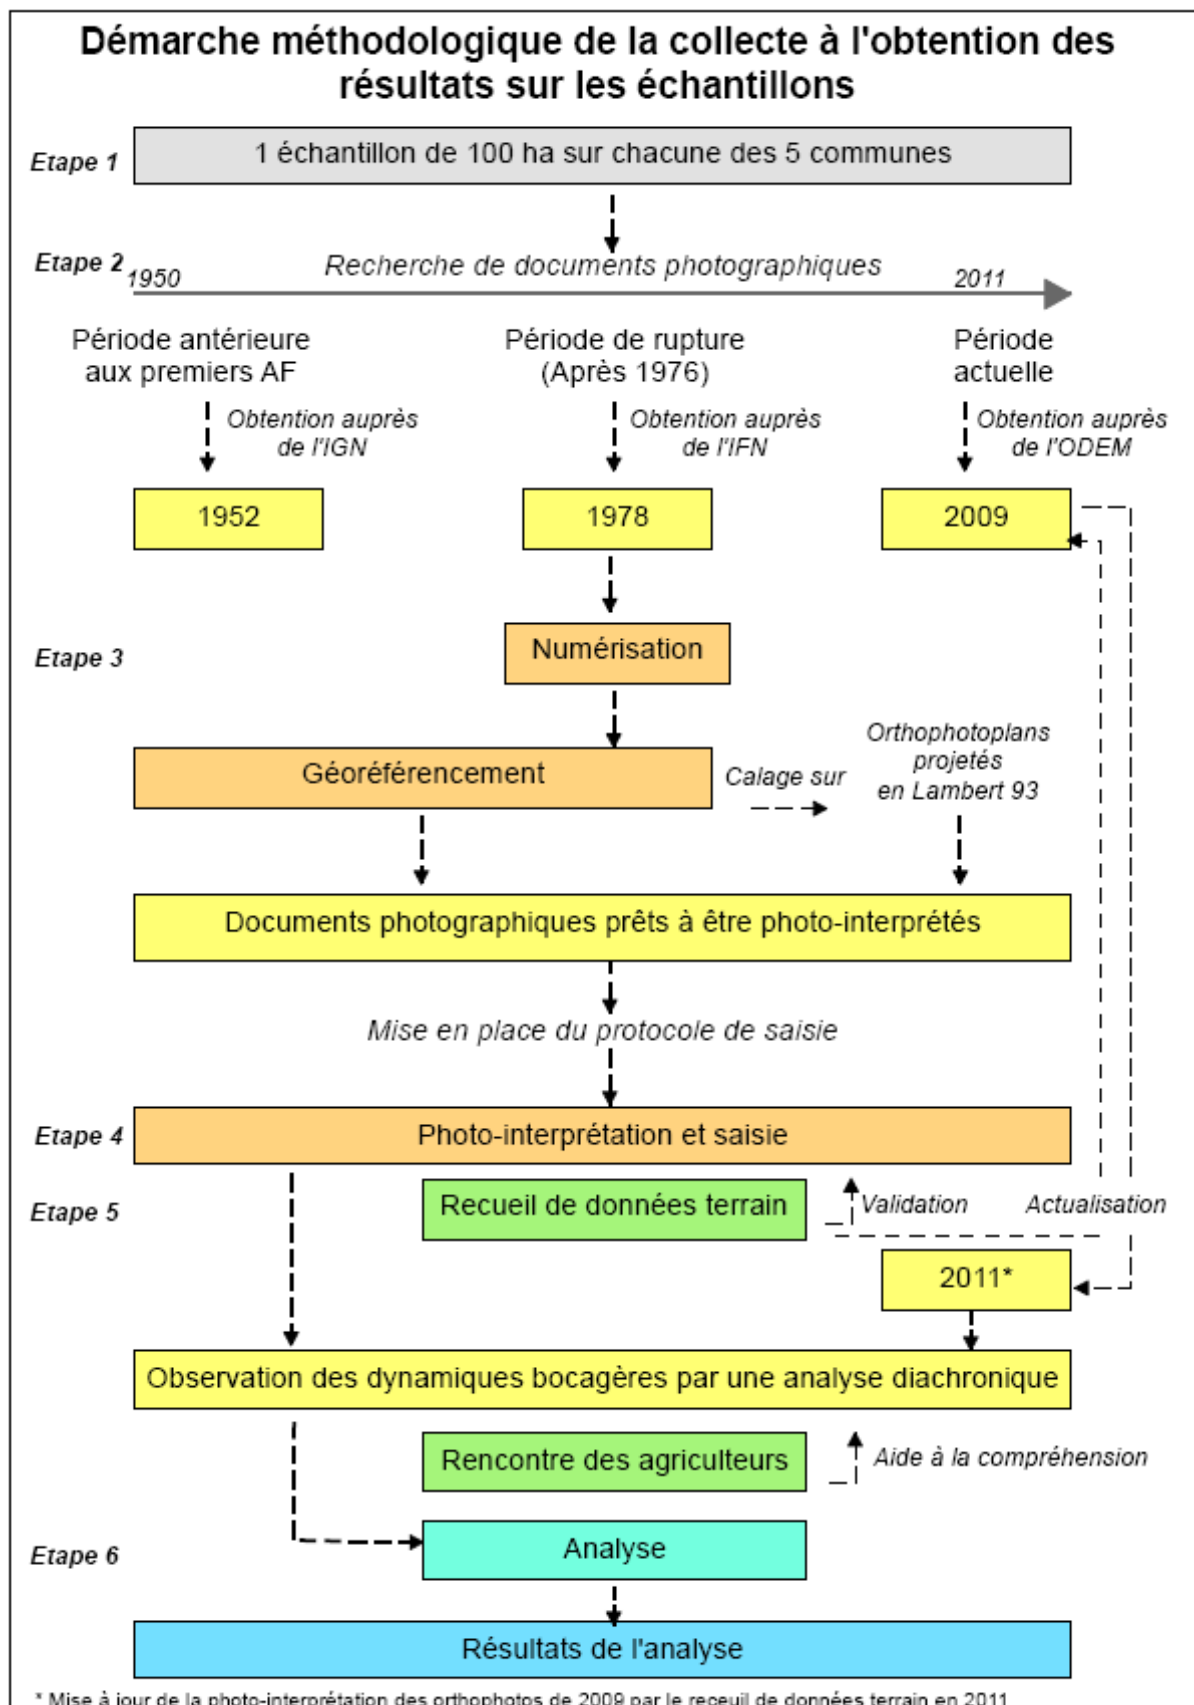 Démarche méthodologique de la collecte à l'obtention des
résultats sur les échantillons
Etape 1
1 échantillon de 100 ha sur chacune des 5 communes
Etape 2
1950
Recherche de documents photographiques
2011
Période antérieure
aux premiers AF
Période de rupture
(Après 1976)
Période
actuelle
Obtention auprès
de l'IGN
Obtention auprès
de l'IFN
Obtention auprès
de l'ODEM
1952
1978
2009
Etape 3
Numérisation
Géoréférencement
Calage sur
Orthophotoplans
projetés
en Lambert 93
Documents photographiques prêts à être photo-interprétés
Mise en place du protocole de saisie
Etape 4
Photo-interprétation et saisie
Etape 5
Recueil de données terrain
Validation
Actualisation
2011*
Observation des dynamiques bocagères par une analyse diachronique
Rencontre des agriculteurs
Aide à la compréhension
Etape 6
Analyse
Résultats de l'analyse
* Mise à jour de la photo-interprétation des orthophotos de 2009 par le receuil de données terrain en 2011